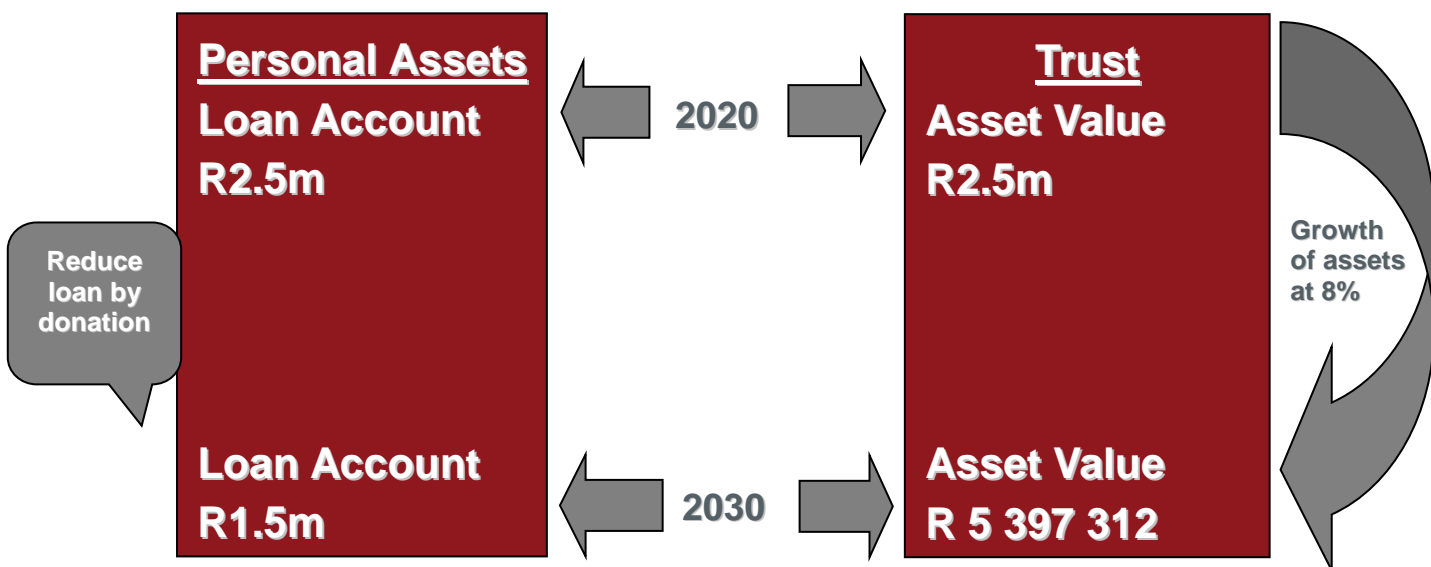 Personal Assets
Loan Account
R2.5m
Reduce
loan by
donation
Loan Account
R1.5m
2020
2030
Trust
Asset Value
R2.5m
Asset Value
R 5 397 312
Growth
of assets
at 8%